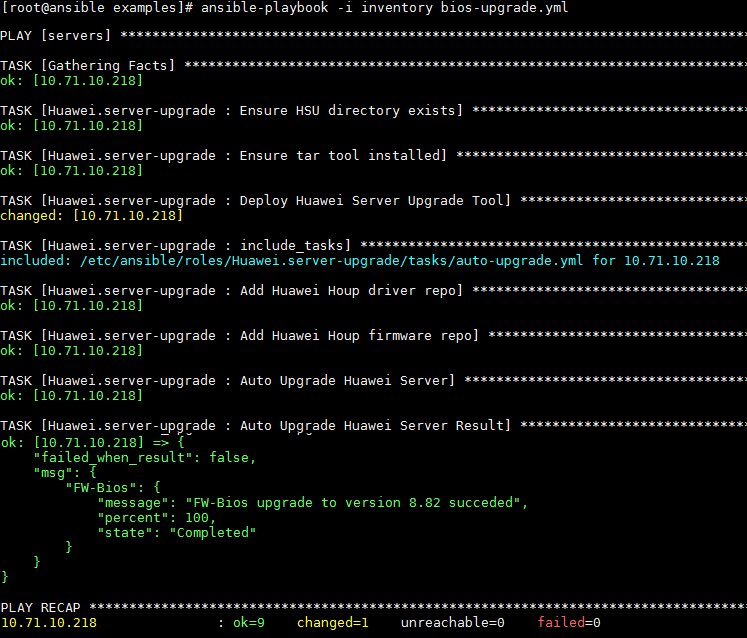 [root@ansible examples]# ansible-playbook -i inventory bios-upgrade.yml
PLAY [servers] *********************************************************************************
TASK [Gathering Facts] *************************************************************************
ok: [10.71.10.218]
TASK [Huawei.server-upgrade : Ensure HSU directory exists] *************************************
ok: [10.71.10.218]
TASK [Huawei.server-upgrade : Ensure tar tool installed] ***************************************
ok: [10.71.10.218]
TASK [Huawei.server-upgrade : Deploy Huawei Server Upgrade Tool] *******************************
changed: [10.71.10.218]
TASK [Huawei.server-upgrade : include_tasks] ***************************************************
included: /etc/ansible/roles/Huawei.server-upgrade/tasks/auto-upgrade.yml for 10.71.10.218
TASK [Huawei.server-upgrade : Add Huawei Houp driver repo] *************************************
ok: [10.71.10.218]
TASK [Huawei.server-upgrade : Add Huawei Houp firmware repo] ***********************************
ok: [10.71.10.218]
TASK [Huawei.server-upgrade : Auto Upgrade Huawei Server] **************************************
ok: [10.71.10.218]
TASK [Huawei.server-upgrade : Auto Upgrade Huawei Server Result] *******************************
ok: [10.71.10.218] => {
    "failed_when_result": false,
    "msg": {
        "FW-Bios": {
            "message": "FW-Bios upgrade to version 8.82 succeded",
            "percent": 100,
            "state": "Completed"
        }
    }
}
PLAY RECAP *************************************************************************************
10.71.10.218               : ok=9    changed=1    unreachable=0    failed=0